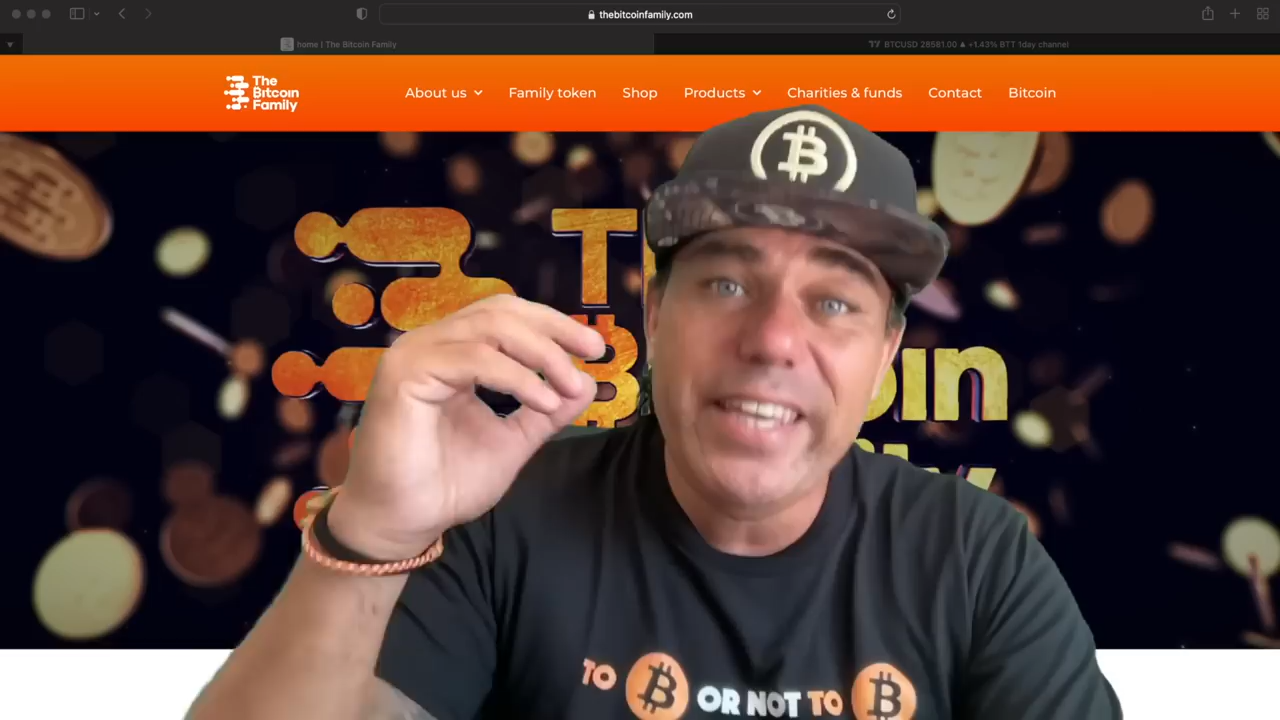 thebitcoinfamily.com
home | The Bitcoin Family
BTCUSD 28581.00 ▲ +1.43% BTT 1day channel
The
Bitcoin
Family
About us
Family token
Shop
Products
Charities & funds
Contact
Bitcoin
TO ₿ OR NOT TO ₿